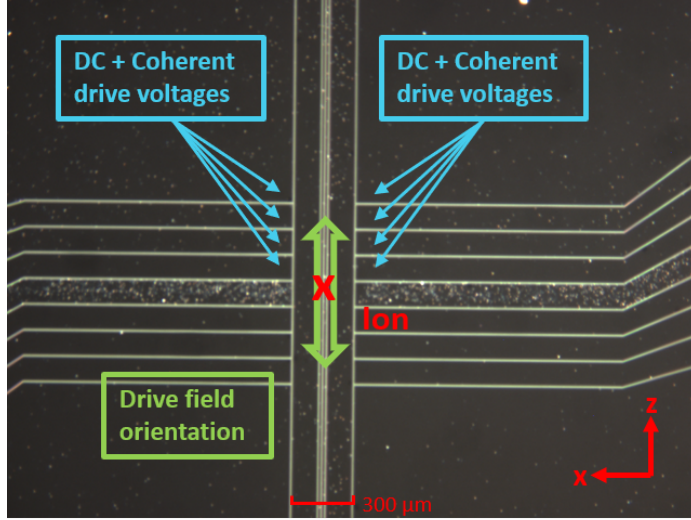 DC + Coherent
drive voltages
DC + Coherent
drive voltages
X
Ion
Drive field
orientation
z
x
300 µm